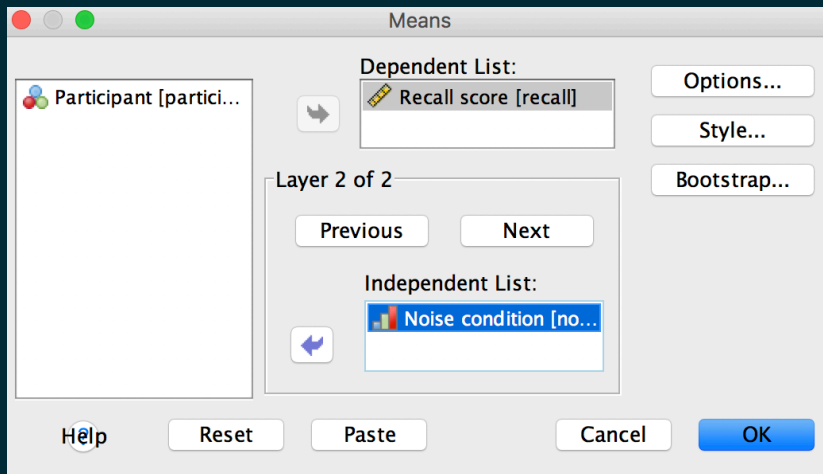 Means
Dependent List:
Participant [partici...
Recall score [recall]
Options...
Style...
Bootstrap...
Layer 2 of 2
Previous
Next
Independent List:
Noise condition [no...
Help
Reset
Paste
Cancel
OK